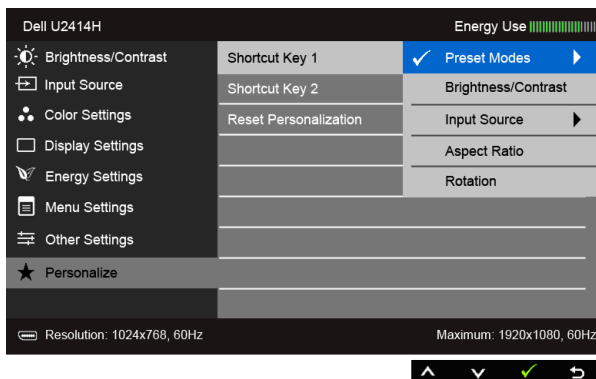 Dell U2414H Energy Use
Brightness/Contrast Shortcut Key 1 Preset Modes
Input Source Shortcut Key 2 Brightness/Contrast
Color Settings Reset Personalization Input Source
Display Settings Aspect Ratio
Energy Settings Rotation
Menu Settings
Other Settings
Personalize
Resolution: 1024x768, 60Hz Maximum: 1920x1080, 60Hz